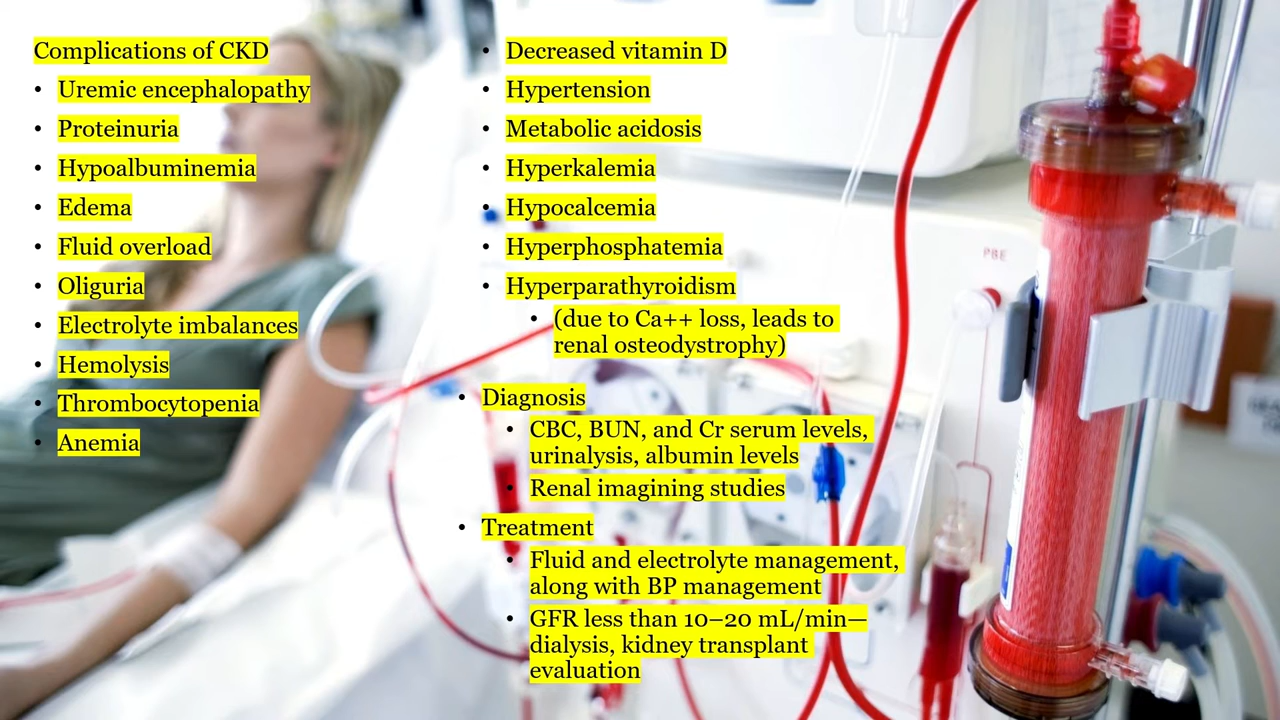 Complications of CKD
• Uremic encephalopathy
• Proteinuria
• Hypoalbuminemia
• Edema
• Fluid overload
• Oliguria
• Electrolyte imbalances
• Hemolysis
• Thrombocytopenia
• Anemia
• Decreased vitamin D
• Hypertension
• Metabolic acidosis
• Hyperkalemia
• Hypocalcemia
• Hyperphosphatemia
• Hyperparathyroidism
• (due to Ca++ loss, leads to
renal osteodystrophy)
• Diagnosis
• CBC, BUN, and Cr serum levels,
urinalysis, albumin levels
• Renal imagining studies
• Treatment
• Fluid and electrolyte management,
along with BP management
• GFR less than 10–20 mL/min—
dialysis, kidney transplant
evaluation
PBE